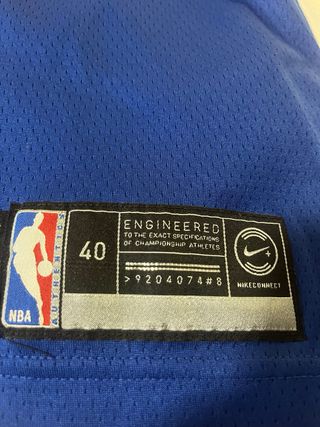 NBA
AUTHENTICS
40
ENGINEERED
TO THE EXACT SPECIFICATIONS
OF CHAMPIONSHIP ATHLETES
>9204074#8
NIKECONNECT